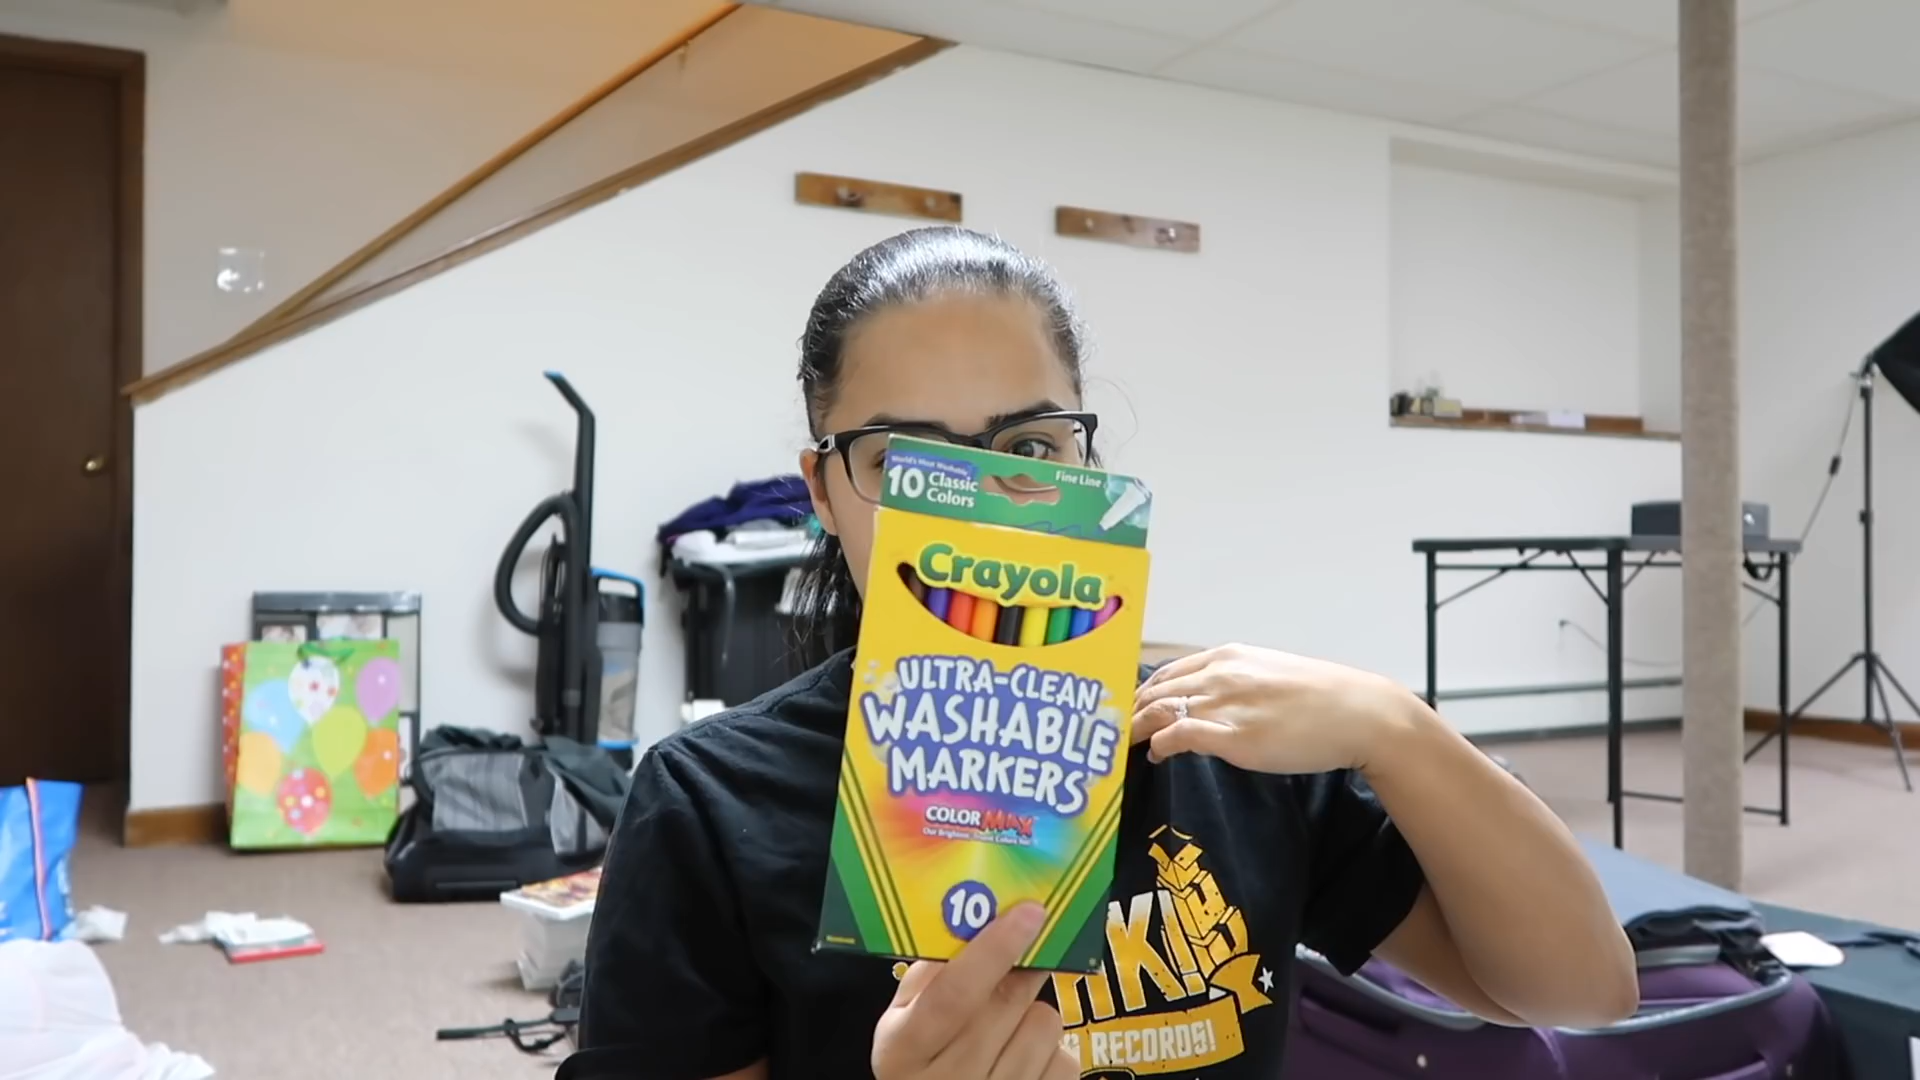 World's Most Washable
10 Classic
Colors
Fine Line
Crayola
ULTRA-CLEAN
WASHABLE
MARKERS
COLOR MAX
10
RECORDS!